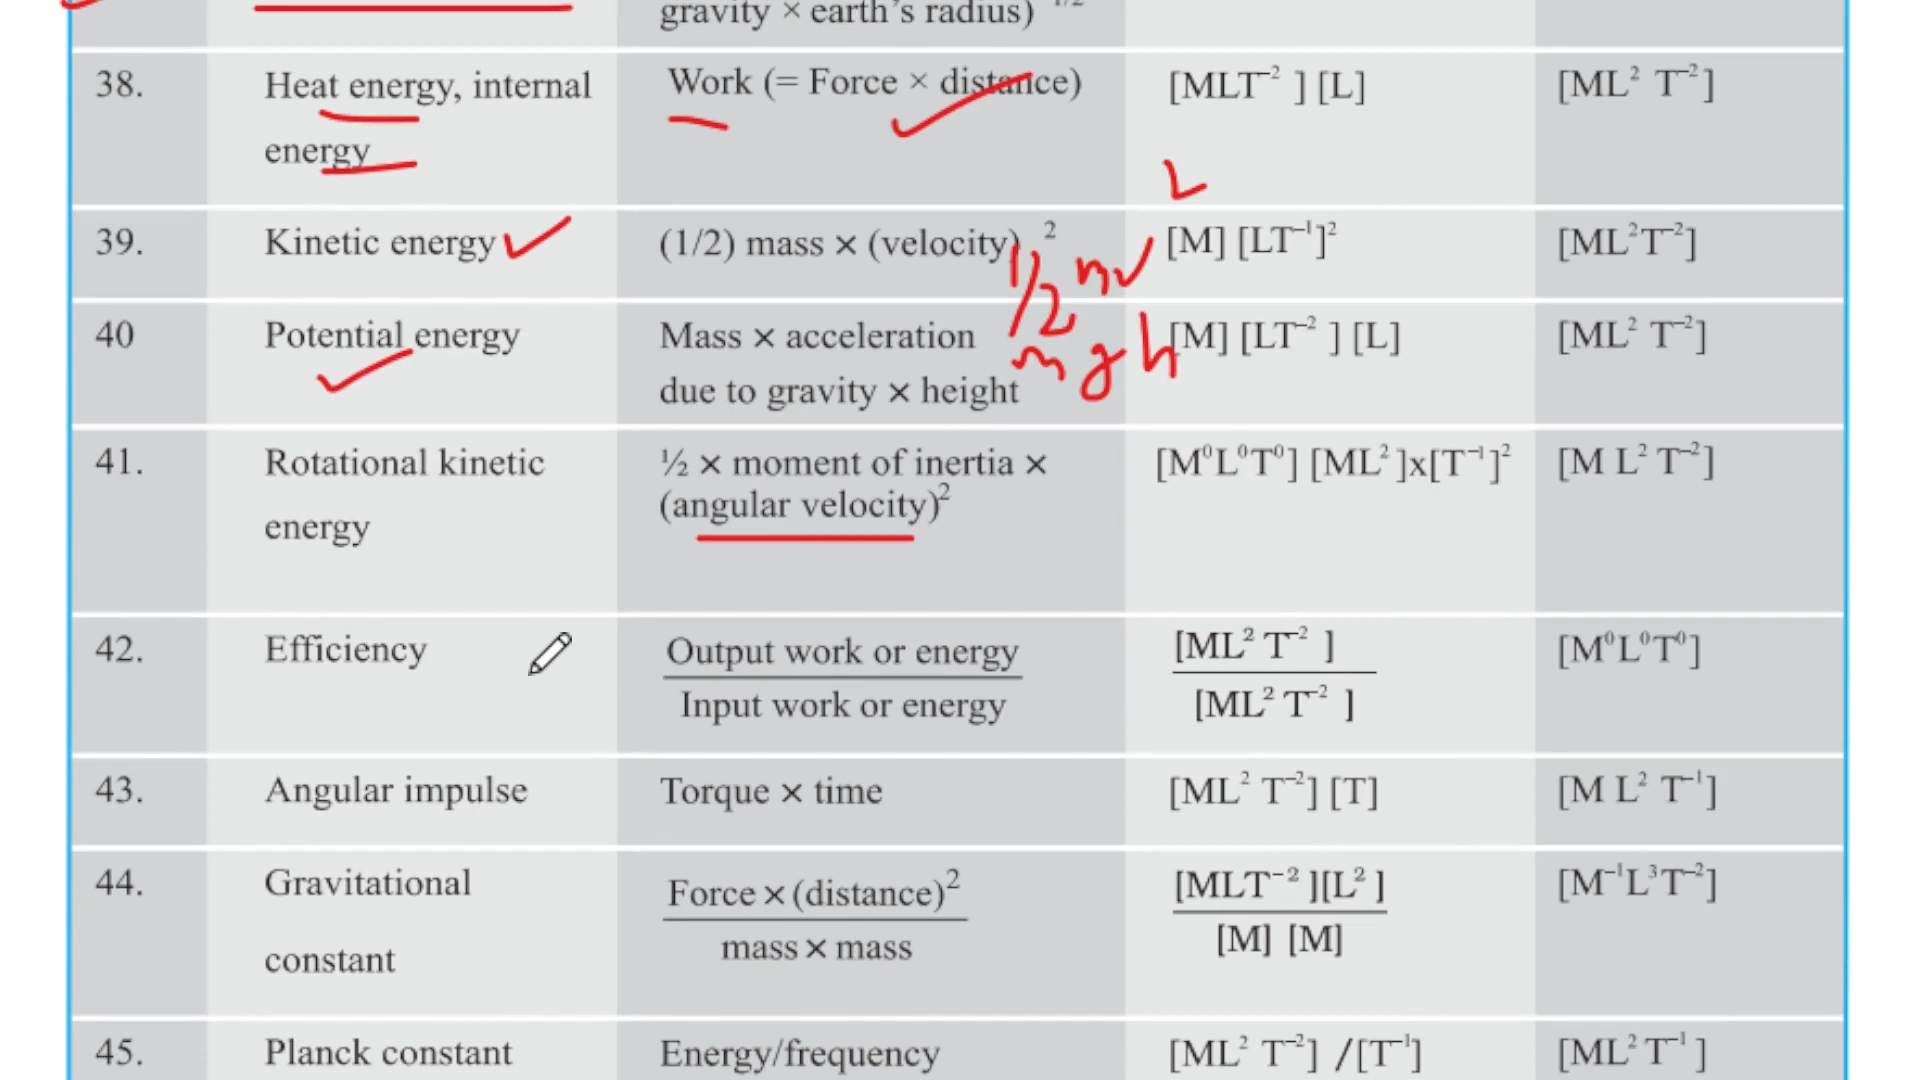 gravity × earth's radius) 1/2
38. Heat energy, internal Work (= Force × distance) [MLT⁻² ] [L] [ML² T⁻²]
energy
39. Kinetic energy (1/2) mass × (velocity) ² [M] [LT⁻¹]² [ML²T⁻²]
1/2 mv
40 Potential energy Mass × acceleration [M] [LT⁻² ] [L] [ML² T⁻²]
due to gravity × height
mgh
41. Rotational kinetic ½ × moment of inertia × [M⁰L⁰T⁰] [ML² ]x[T⁻¹]² [M L² T⁻²]
energy (angular velocity)²
42. Efficiency Output work or energy [ML² T⁻² ] [M⁰L⁰T⁰]
Input work or energy [ML² T⁻² ]
43. Angular impulse Torque × time [ML² T⁻²] [T] [M L² T⁻¹]
44. Gravitational Force × (distance)² [MLT⁻² ][L² ] [M⁻¹L³T⁻²]
constant mass × mass [M] [M]
45. Planck constant Energy/frequency [ML² T⁻²] /[T⁻¹] [ML² T⁻¹ ]